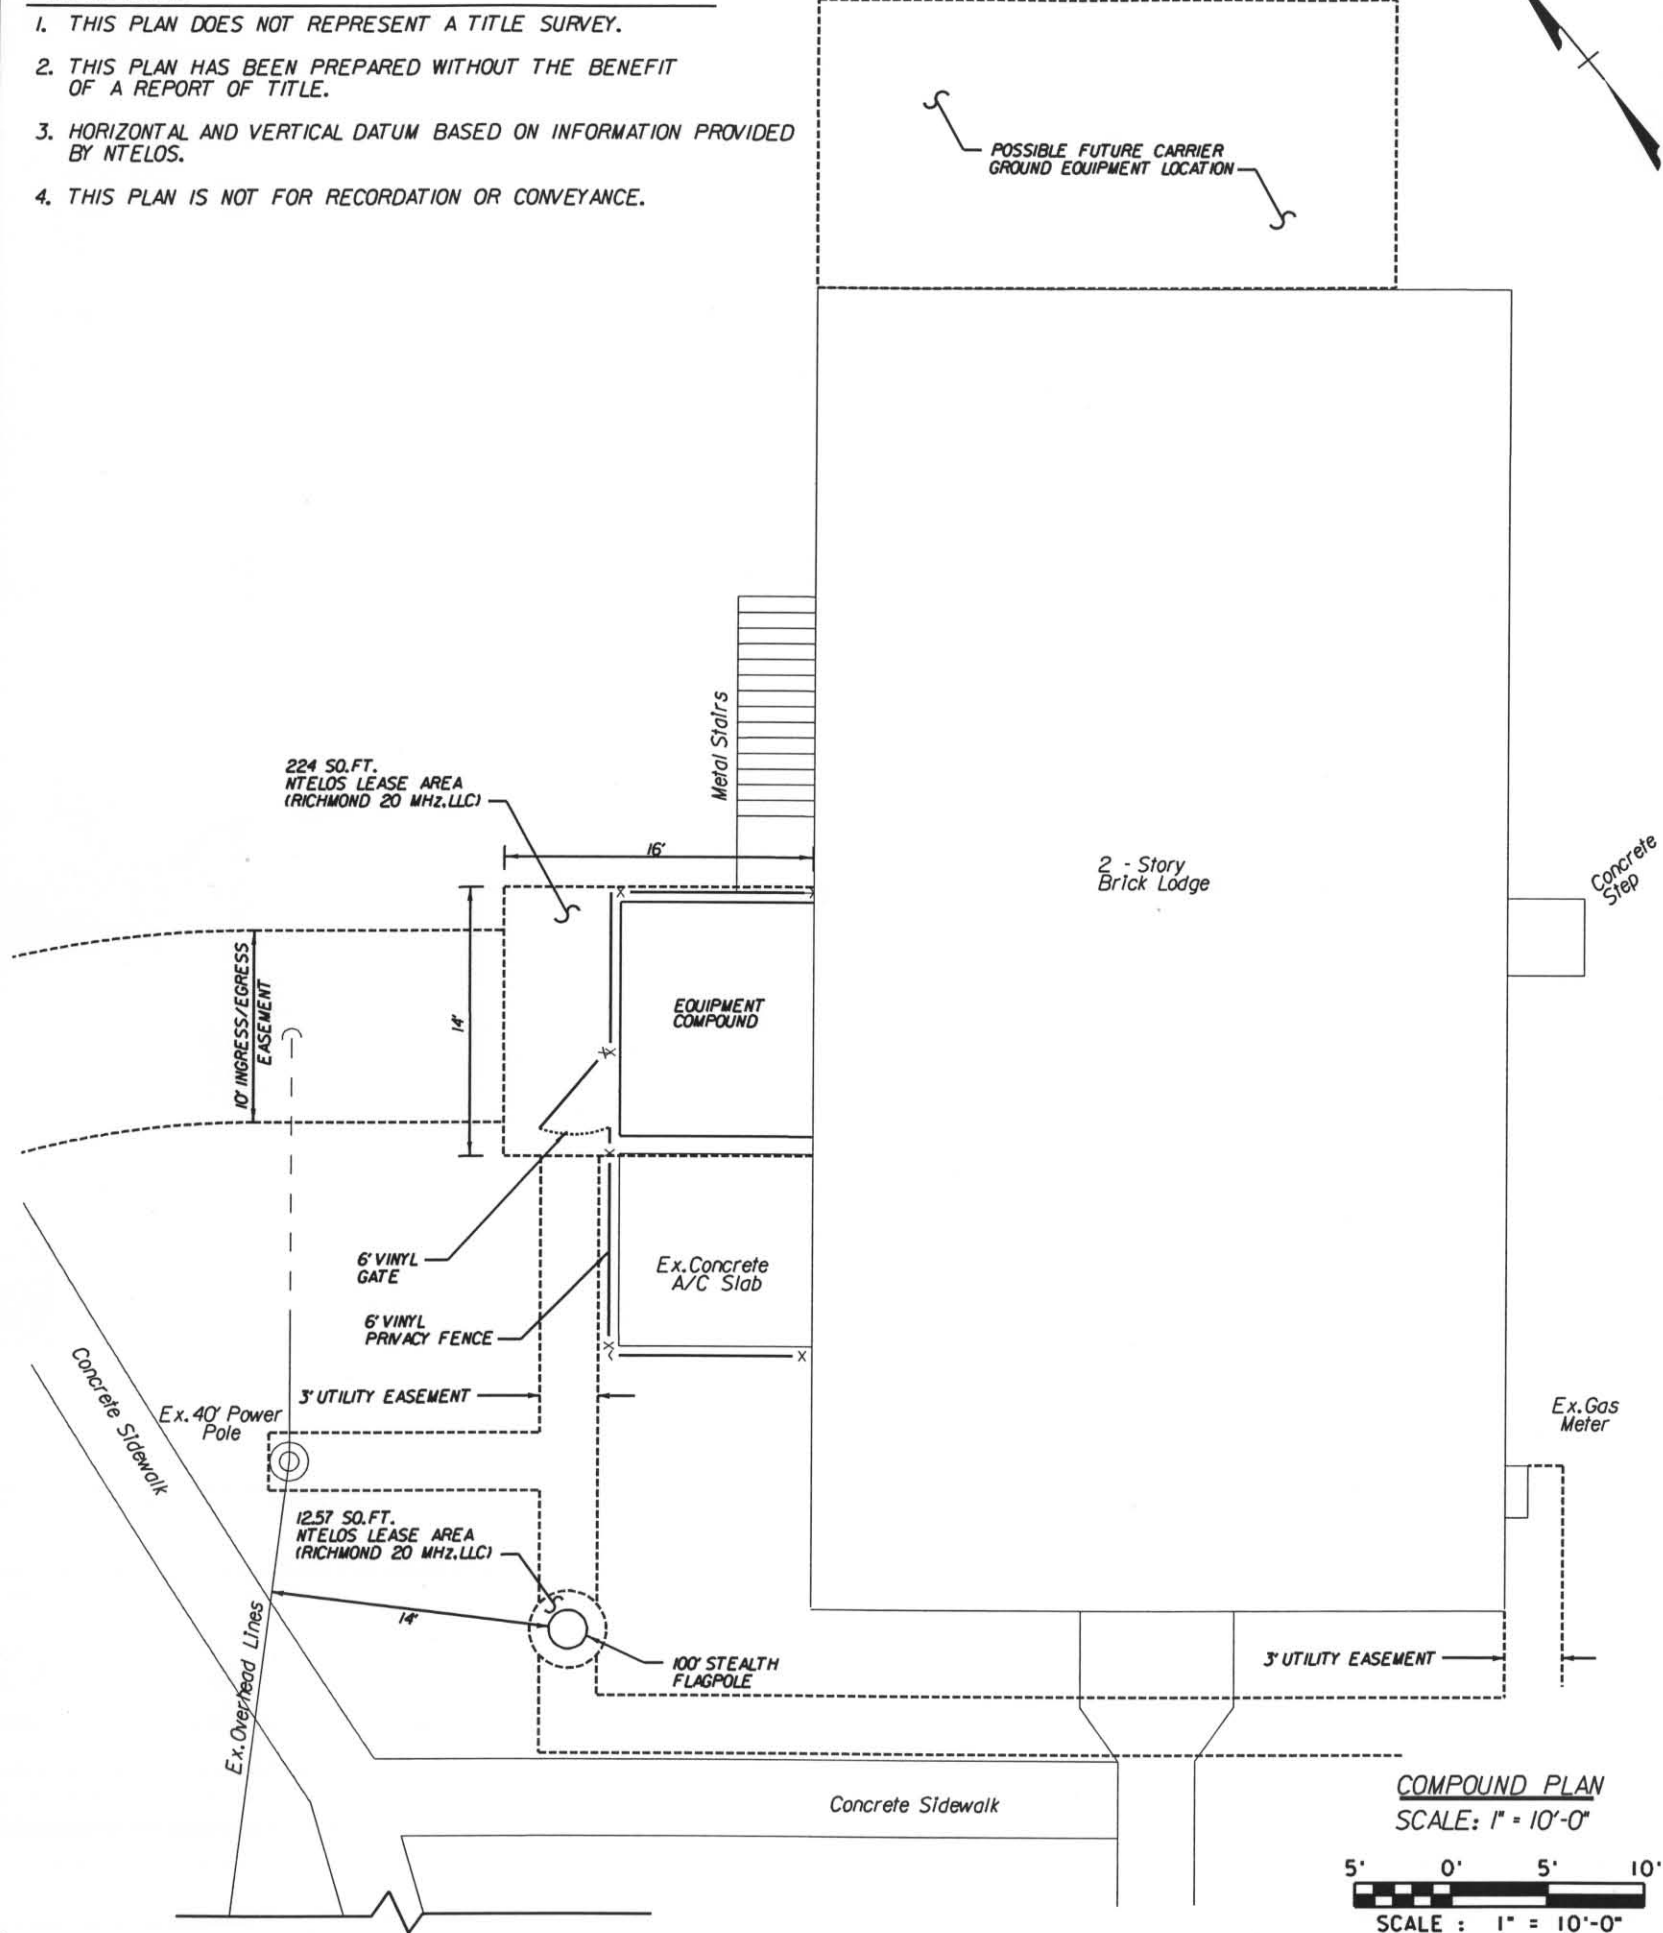 1. THIS PLAN DOES NOT REPRESENT A TITLE SURVEY.
2. THIS PLAN HAS BEEN PREPARED WITHOUT THE BENEFIT
OF A REPORT OF TITLE.
3. HORIZONTAL AND VERTICAL DATUM BASED ON INFORMATION PROVIDED
BY NTELOS.
4. THIS PLAN IS NOT FOR RECORDATION OR CONVEYANCE.
POSSIBLE FUTURE CARRIER
GROUND EQUIPMENT LOCATION
Metal Stairs
224 SO.FT.
NTELOS LEASE AREA
(RICHMOND 20 MHz,LLC)
16'
2 - Story
Brick Lodge
Concrete
Step
10' INGRESS/EGRESS
EASEMENT
14'
EQUIPMENT
COMPOUND
6' VINYL
GATE
Ex.Concrete
A/C Slab
6' VINYL
PRIVACY FENCE
Concrete Sidewalk
3' UTILITY EASEMENT
Ex.40' Power
Pole
Ex.Gas
Meter
12.57 SO.FT.
NTELOS LEASE AREA
(RICHMOND 20 MHz,LLC)
14'
Ex.Overhead Lines
100' STEALTH
FLAGPOLE
3' UTILITY EASEMENT
Concrete Sidewalk
COMPOUND PLAN
SCALE: 1" = 10'-0"
5' 0' 5' 10'
SCALE : 1" = 10'-0"